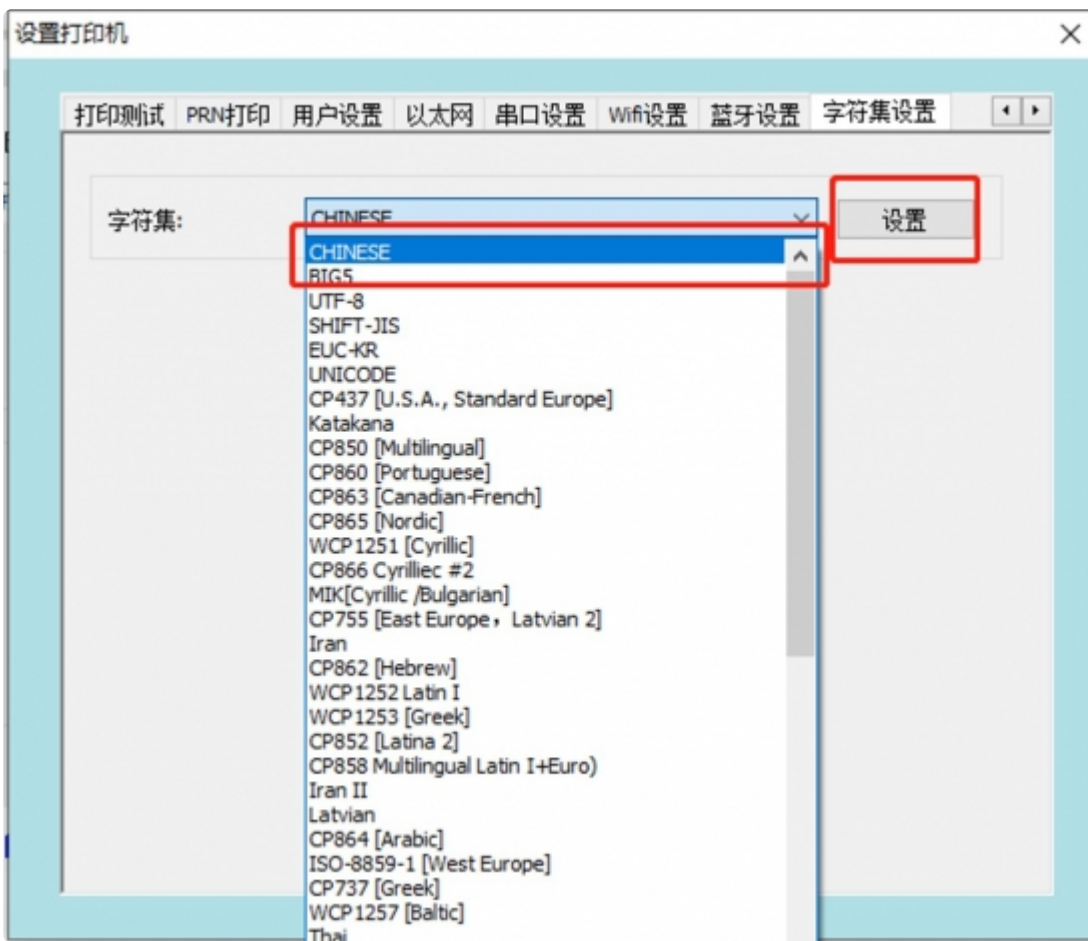 设置打印机
打印测试 PRN打印 用户设置 以太网 串口设置 Wifi设置 蓝牙设置 字符集设置
字符集: CHINESE 设置
CHINESE
BIG5
UTF-8
SHIFT-JIS
EUC-KR
UNICODE
CP437 [U.S.A., Standard Europe]
Katakana
CP850 [Multilingual]
CP860 [Portuguese]
CP863 [Canadian-French]
CP865 [Nordic]
WCP1251 [Cyrillic]
CP866 Cyrilliec #2
MIK[Cyrillic /Bulgarian]
CP755 [East Europe，Latvian 2]
Iran
CP862 [Hebrew]
WCP1252 Latin I
WCP1253 [Greek]
CP852 [Latina 2]
CP858 Multilingual Latin I+Euro)
Iran II
Latvian
CP864 [Arabic]
ISO-8859-1 [West Europe]
CP737 [Greek]
WCP1257 [Baltic]
Thai